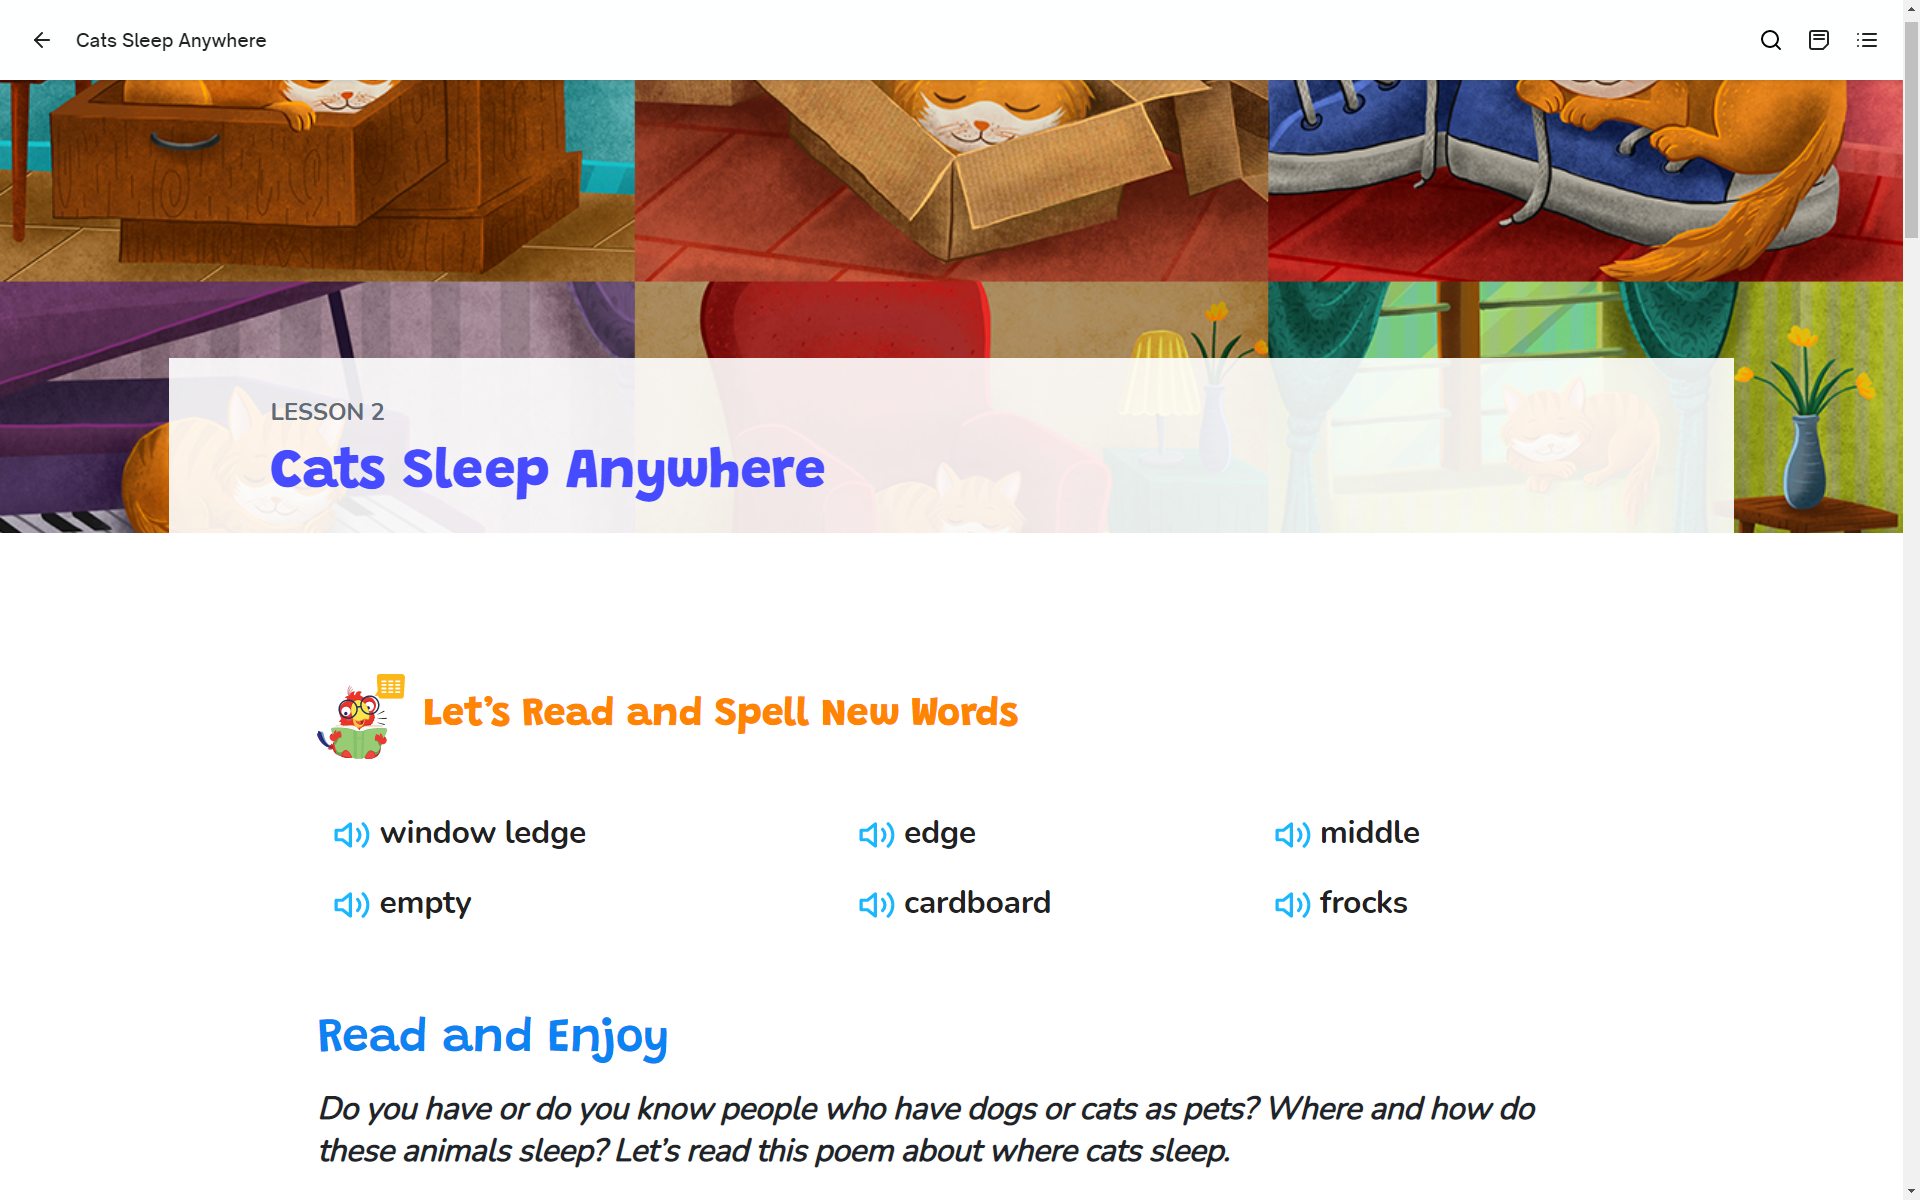 Cats Sleep Anywhere
LESSON 2
Cats Sleep Anywhere
Let’s Read and Spell New Words
window ledge
edge
middle
empty
cardboard
frocks
Read and Enjoy
Do you have or do you know people who have dogs or cats as pets? Where and how do
these animals sleep? Let’s read this poem about where cats sleep.